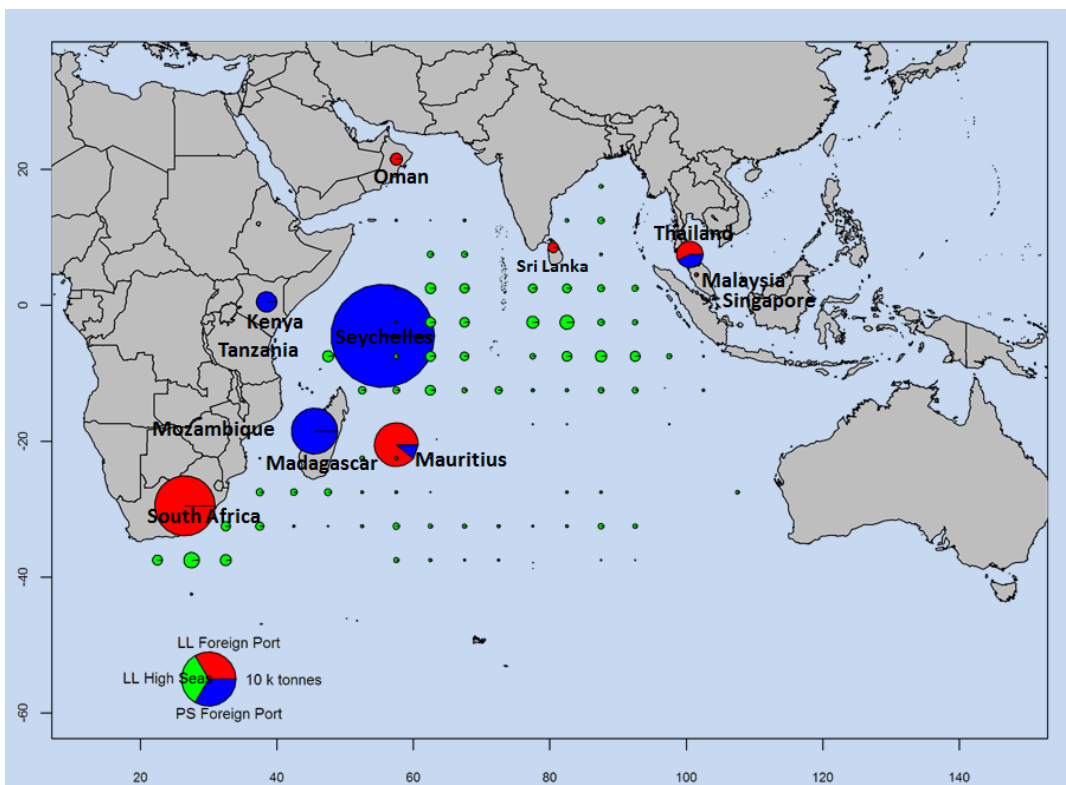 20
Oman
Thailand
Sri Lanka
Malaysia
Singapore
0
Kenya
Seychelles
Tanzania
Mozambique
-20
Madagascar
Mauritius
South Africa
-40
LL Foreign Port
LL High Seas
10 k tonnes
PS Foreign Port
-60
20 40 60 80 100 120 140